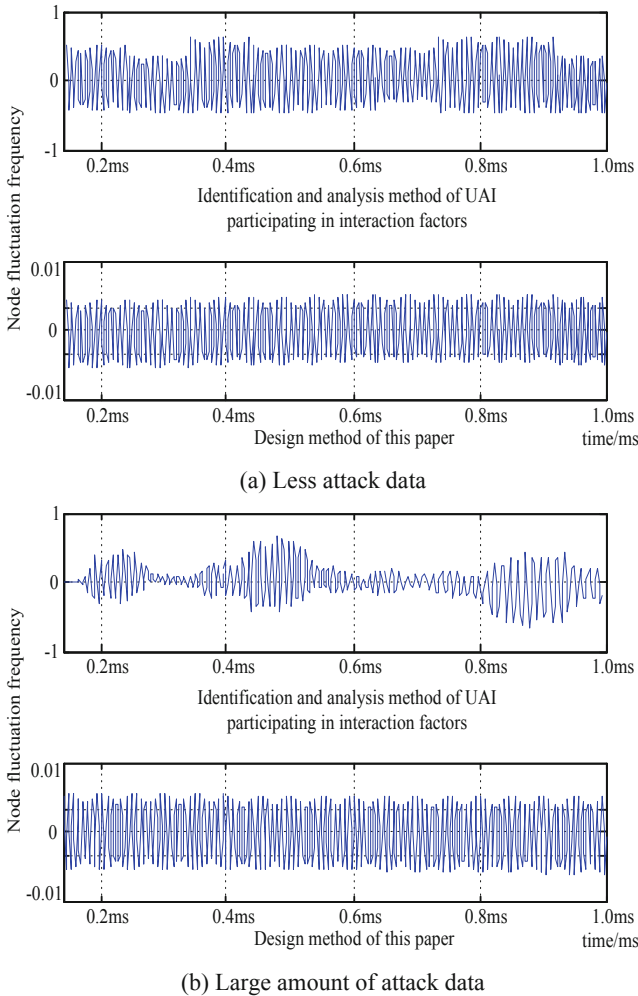 1
0
-1
0.2ms 0.4ms 0.6ms 0.8ms 1.0ms
Identification and analysis method of UAI
participating in interaction factors
Node fluctuation frequency
0.01
0
-0.01
0.2ms 0.4ms 0.6ms 0.8ms 1.0ms
Design method of this paper time/ms
(a) Less attack data
1
0
-1
0.2ms 0.4ms 0.6ms 0.8ms 1.0ms
Identification and analysis method of UAI
participating in interaction factors
Node fluctuation frequency
0.01
0
-0.01
0.2ms 0.4ms 0.6ms 0.8ms 1.0ms
Design method of this paper time/ms
(b) Large amount of attack data